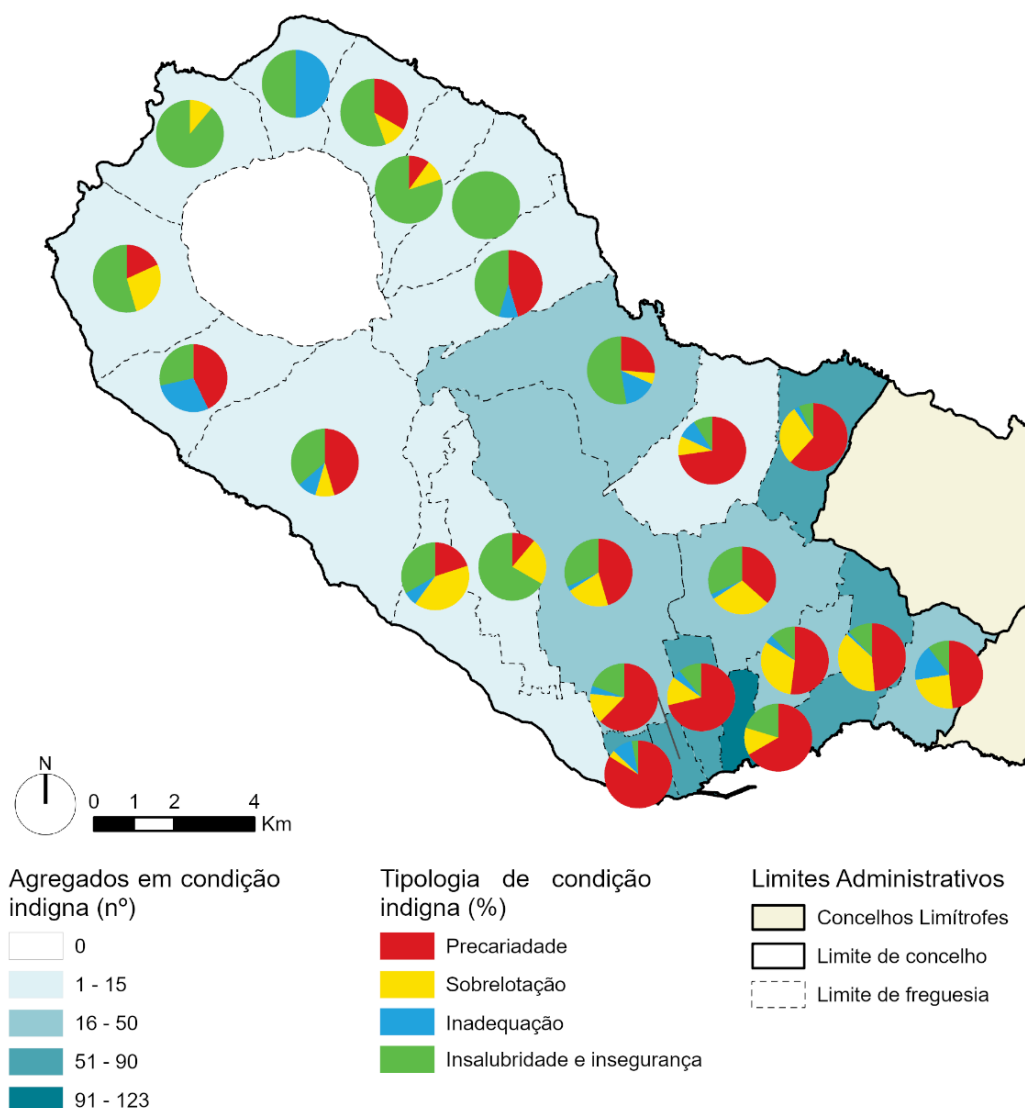 N
0 1 2 4
Km
Agregados em condição
indigna (nº)
0
1 - 15
16 - 50
51 - 90
91 - 123
Tipologia de condição
indigna (%)
Precariadade
Sobrelotação
Inadequação
Insalubridade e insegurança
Limites Administrativos
Concelhos Limítrofes
Limite de concelho
Limite de freguesia